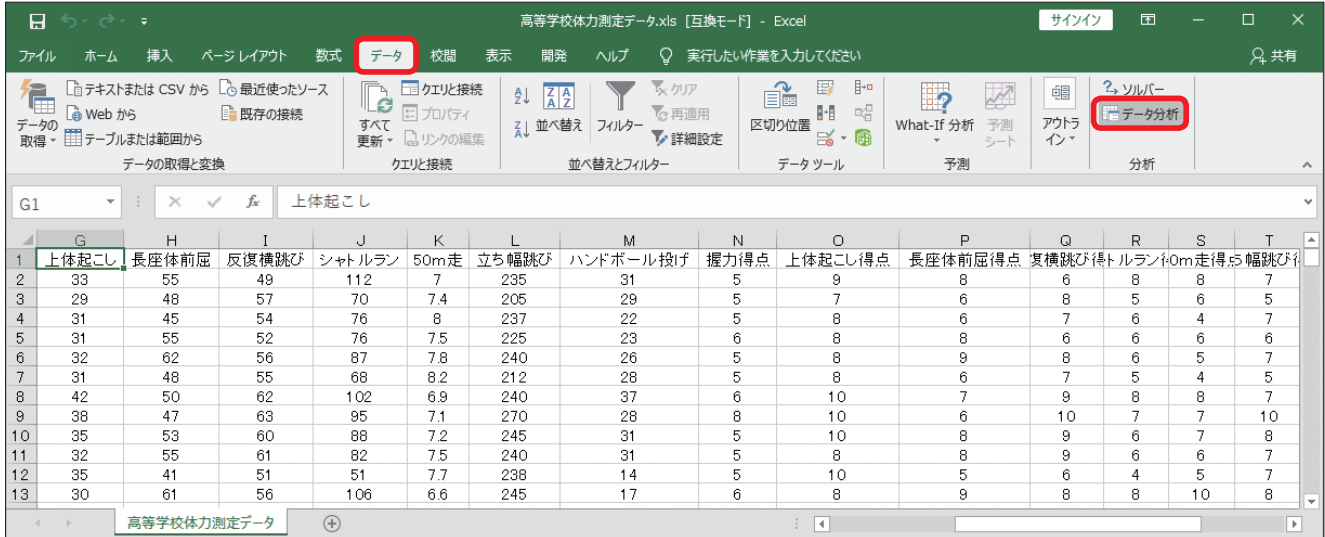 高等学校体力測定データ.xls [互換モード] - Excel サインイン
ファイル ホーム 挿入 ページ レイアウト 数式 データ 校閲 表示 開発 ヘルプ 実行したい作業を入力してください 共有
テキストまたは CSV から 最近使ったソース クエリと接続 クリア ソルバー
Web から 既存の接続 プロパティ 再適用 データ分析
データの取得 テーブルまたは範囲から すべて更新 リンクの編集 並べ替え フィルター 詳細設定 区切り位置 What-If 分析 予測シート アウトライン
データの取得と変換 クエリと接続 並べ替えとフィルター データ ツール 予測 分析
G1 fx 上体起こし
G H I J K L M N O P Q R S T
1 上体起こし 長座体前屈 反復横跳び シャトルラン 50m走 立ち幅跳び ハンドボール投げ 握力得点 上体起こし得点 長座体前屈得点 復横跳び得 トルラン得 0m走得点 幅跳び得
2 33 55 49 112 7 235 31 5 9 8 6 8 8 7
3 29 48 57 70 7.4 205 29 5 7 6 8 5 6 5
4 31 45 54 76 8 237 22 5 8 6 7 6 4 7
5 31 55 52 76 7.5 225 23 6 8 8 6 6 6 6
6 32 62 56 87 7.8 240 26 5 8 9 8 6 5 7
7 31 48 55 68 8.2 212 28 5 8 6 7 5 4 5
8 42 50 62 102 6.9 240 37 6 10 7 9 8 8 7
9 38 47 63 95 7.1 270 28 8 10 6 10 7 7 10
10 35 53 60 88 7.2 245 31 5 10 8 9 6 7 8
11 32 55 61 82 7.5 240 31 5 8 8 9 6 6 7
12 35 41 51 51 7.7 238 14 5 10 5 6 4 5 7
13 30 61 56 106 6.6 245 17 6 8 9 8 8 10 8
高等学校体力測定データ